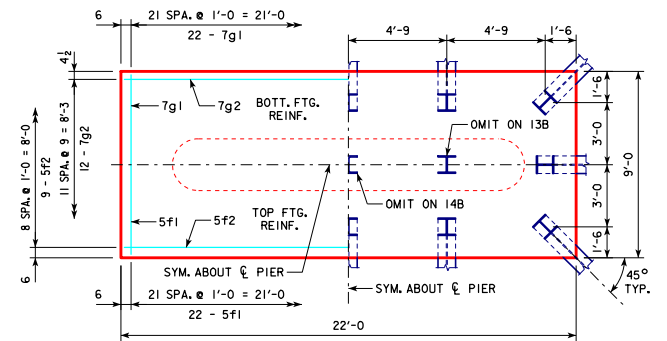 6
21 SPA. @ 1'-0 = 21'-0
22 - 7g1
4'-9
4'-9
1'-6
4½
7g1
7g2
BOTT. FTG.
REINF.
OMIT ON 13B
1'-6
3'-0
9'-0
3'-0
1'-6
8 SPA. @ 1'-0 = 8'-0
9 - 5f2
11 SPA. @ 9 = 8'-3
12 - 7g2
OMIT ON 14B
5f1
5f2
TOP FTG.
REINF.
6
SYM. ABOUT ℄ PIER
45°
TYP.
6
21 SPA. @ 1'-0 = 21'-0
22 - 5f1
SYM. ABOUT ℄ PIER
22'-0